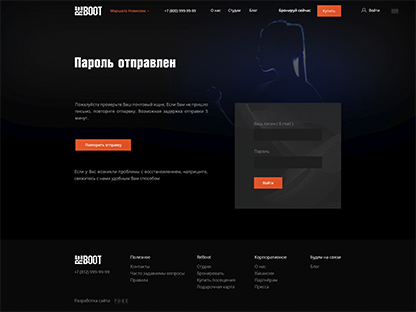 REBOOT
Маршала Новикова
+7 (800) 999-99-99
О нас
Студии
Блог
Бронируй сейчас
Купить
Войти
Пароль отправлен
Пожалуйста проверьте Ваш почтовый ящик. Если Вам не пришло
письмо, повторите отправку. Возможная задержка отправки 5
минут.
Повторить отправку
Если у Вас возникли проблемы с восстановлением, напришите,
свяжитесь с нами удобным Вам способом
Ваш логин ( E-mail )
Пароль
Войти
REBOOT
+7 (812) 999-99-99
Полезное
Контакты
Часто задаваемы вопросы
Правила
ReBoot
Студии
Бронировать
Купить посещения
Подарочная карта
Корпоративное
О нас
Вакансии
Партнёрам
Пресса
Будем на связи
Блог
Разработка сайта